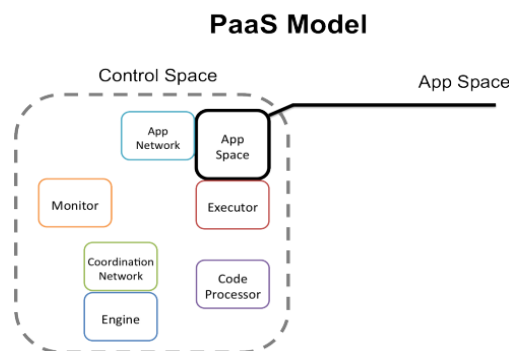 PaaS Model
Control Space
App Space
App
Network
App
Space
Monitor
Executor
Coordination
Network
Code
Processor
Engine